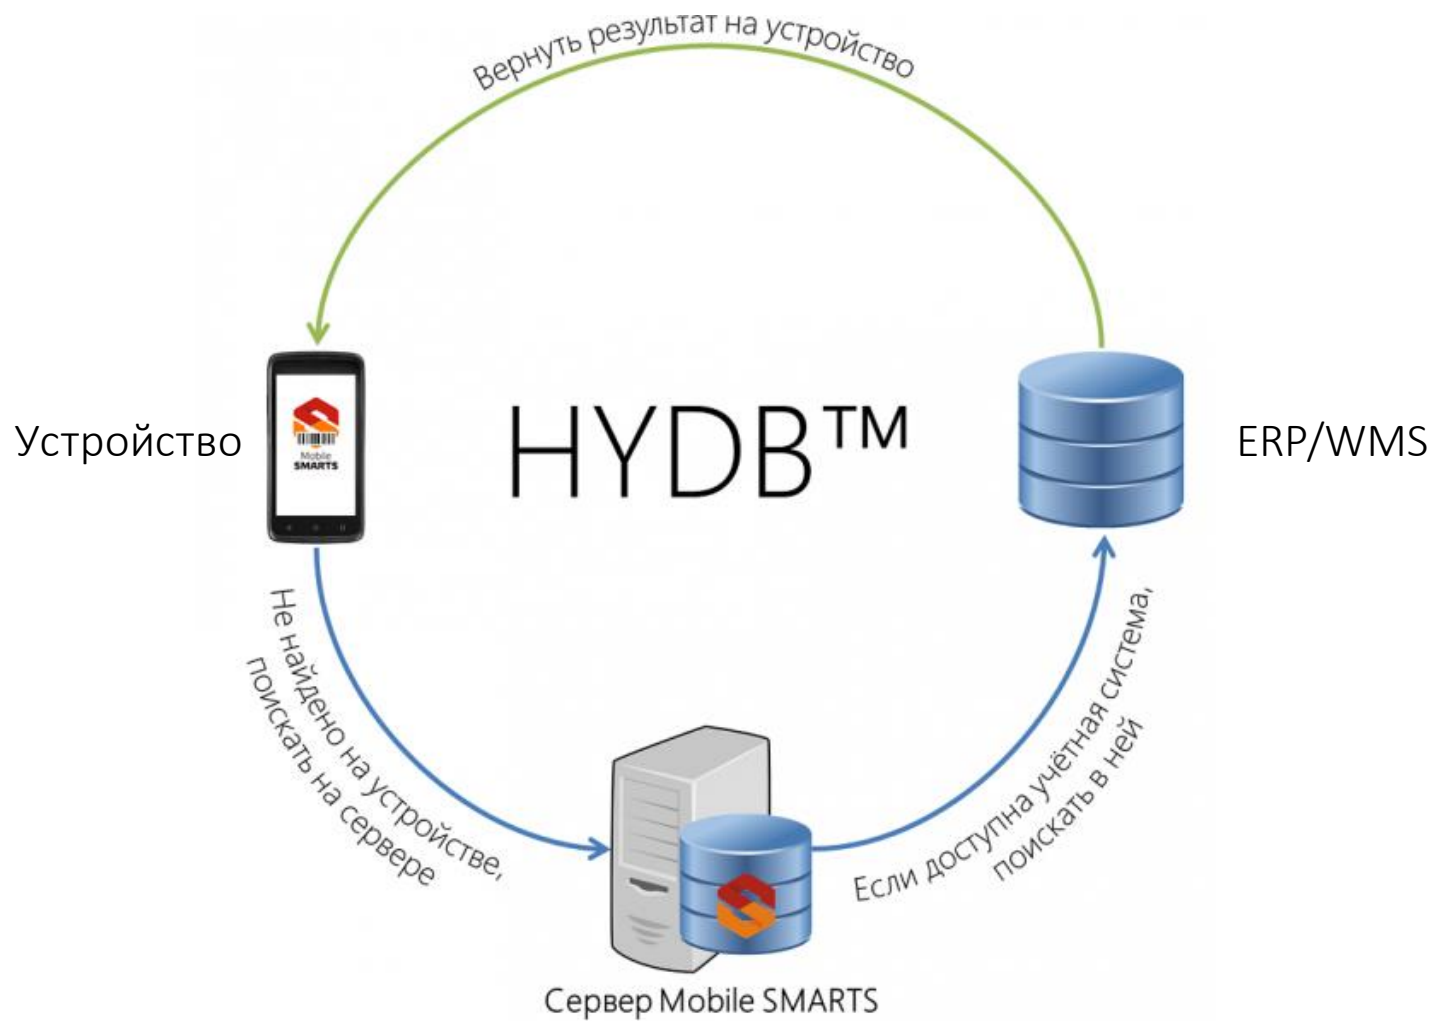 Вернуть результат на устройство
Устройство
Mobile
SMARTS
HYDB™
ERP/WMS
Не найдено на устройстве,
поискать на сервере
Если доступна учётная система,
поискать в ней
Сервер Mobile SMARTS